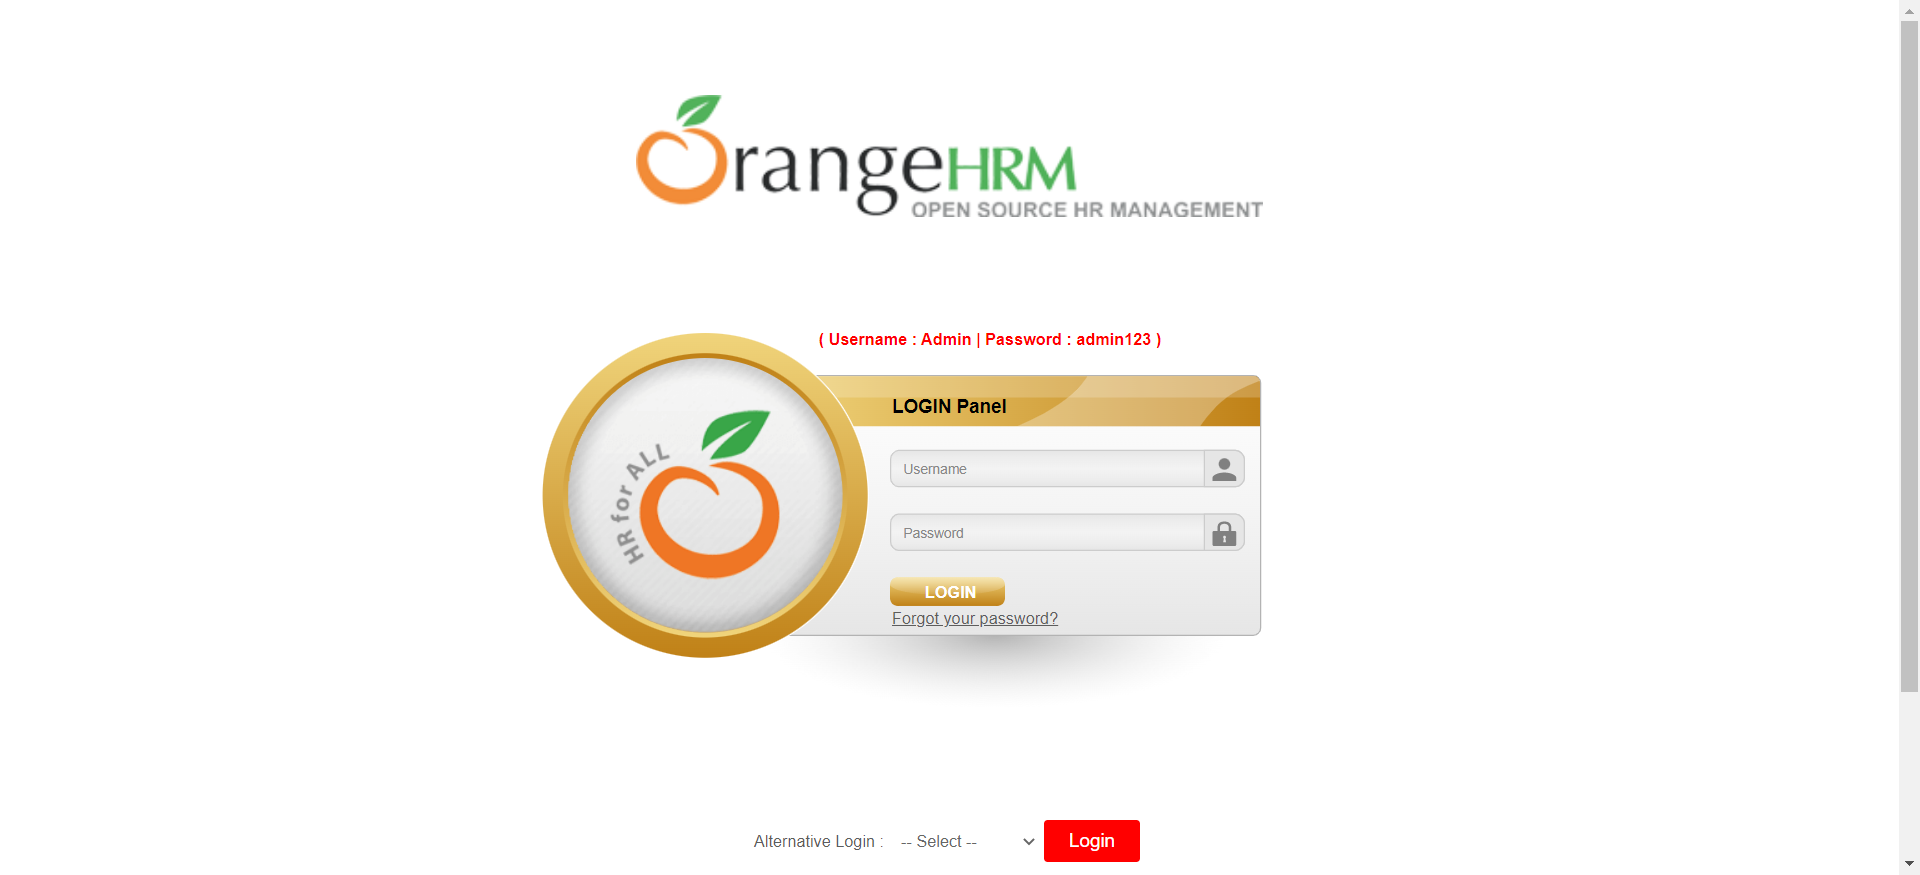 OrangeHRM
OPEN SOURCE HR MANAGEMENT
( Username : Admin | Password : admin123 )
HR for ALL
LOGIN Panel
Username
Password
LOGIN
Forgot your password?
Alternative Login : -- Select -- Login